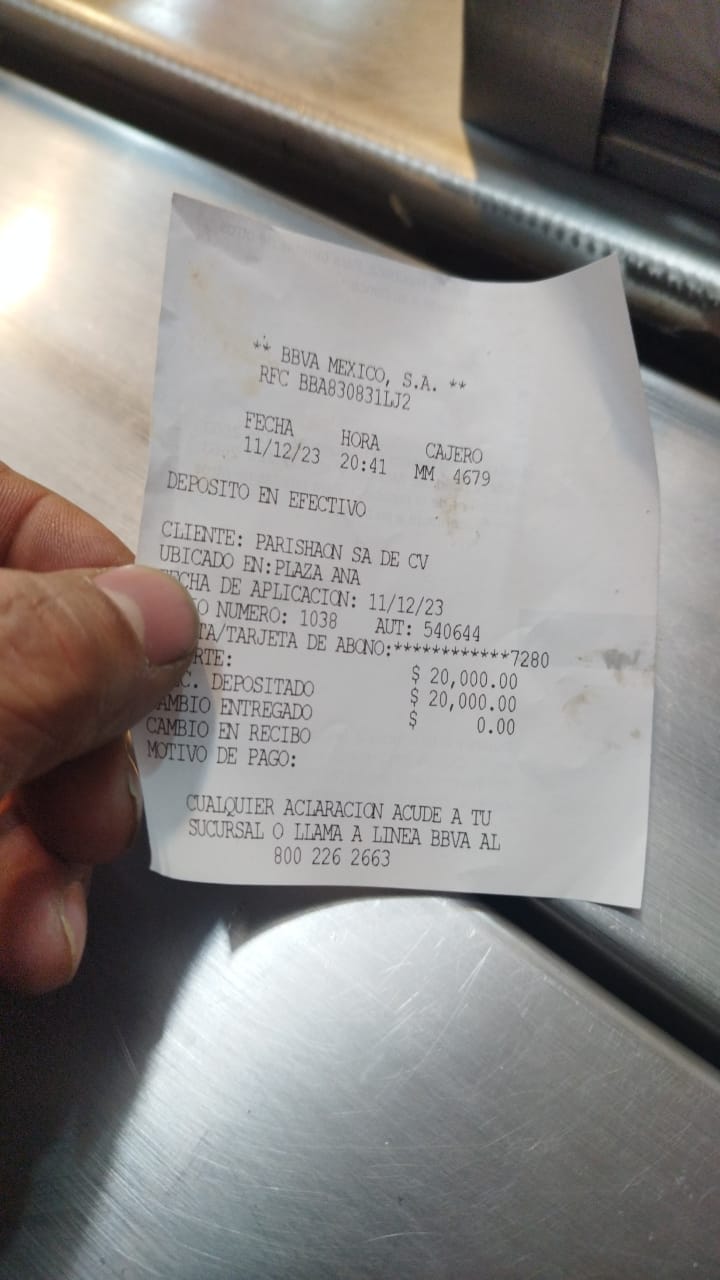 ** BBVA MEXICO, S.A. **
RFC BBA830831LJ2
FECHA HORA CAJERO
11/12/23 20:41 MM 4679
DEPOSITO EN EFECTIVO
CLIENTE: PARISHAON SA DE CV
UBICADO EN:PLAZA ANA
FECHA DE APLICACION: 11/12/23
NUMERO: 1038 AUT: 540644
TA/TARJETA DE ABONO:************7280
RTE: $ 20,000.00
C. DEPOSITADO $ 20,000.00
AMBIO ENTREGADO $ 0.00
CAMBIO EN RECIBO
MOTIVO DE PAGO:
CUALQUIER ACLARACION ACUDE A TU
SUCURSAL O LLAMA A LINEA BBVA AL
800 226 2663